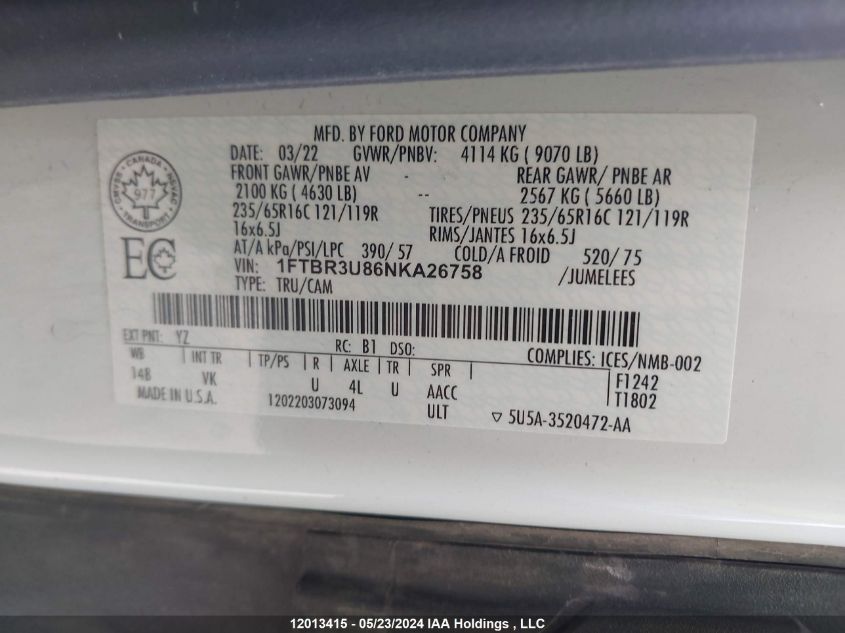 MFD. BY FORD MOTOR COMPANY
DATE: 03/22 GVWR/PNBV: 4114 KG ( 9070 LB)
FRONT GAWR/PNBE AV - REAR GAWR/ PNBE AR
2100 KG ( 4630 LB) -- 2567 KG ( 5660 LB)
235/65R16C 121/119R TIRES/PNEUS 235/65R16C 121/119R
16x6.5J RIMS/JANTES 16x6.5J
AT/A kPa/PSI/LPC 390/ 57 COLD/A FROID 520/ 75
VIN: 1FTBR3U86NKA26758 /JUMELEES
TYPE: TRU/CAM
CANADA
977
TRANSPORT
EC
EXT PNT: YZ RC: B1 DSO: COMPLIES: ICES/NMB-002
WB INT TR TP/PS R AXLE TR SPR F1242
148 VK U 4L U AACC T1802
MADE IN U.S.A. 1202203073094 ULT ▽ 5U5A-3520472-AA
12013415 - 05/23/2024 IAA Holdings , LLC